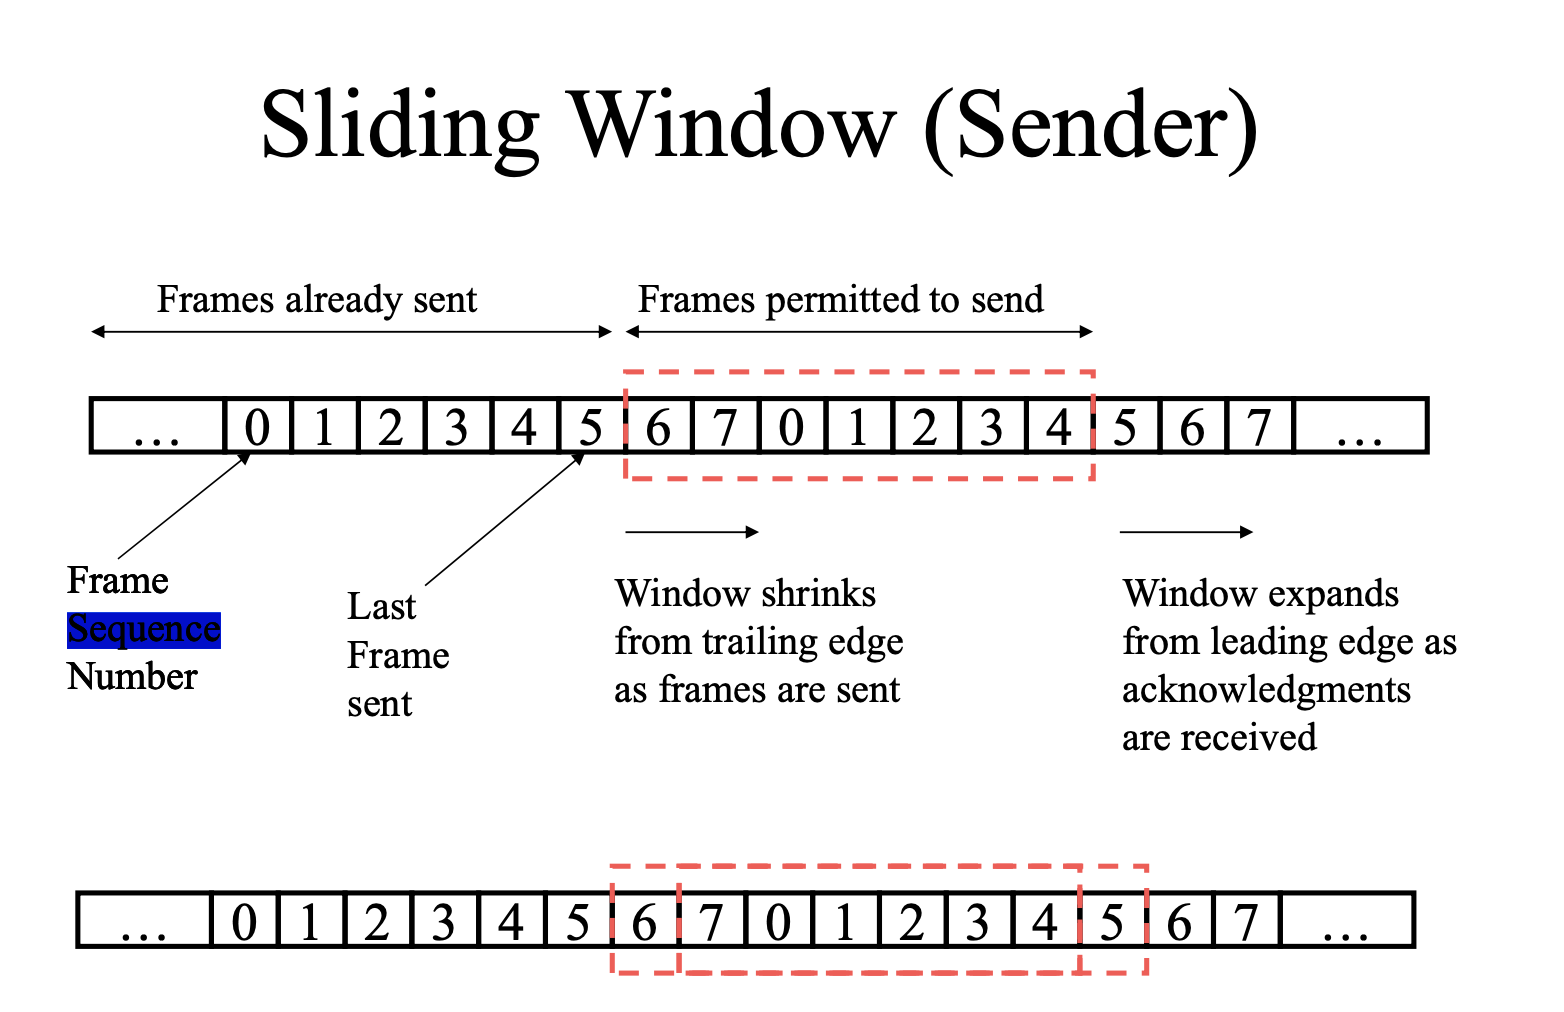 Sliding Window (Sender)
Frames already sent
Frames permitted to send
... 0 1 2 3 4 5 6 7 0 1 2 3 4 5 6 7 ...
Frame
Sequence
Number
Last
Frame
sent
Window shrinks
from trailing edge
as frames are sent
Window expands
from leading edge as
acknowledgments
are received
... 0 1 2 3 4 5 6 7 0 1 2 3 4 5 6 7 ...